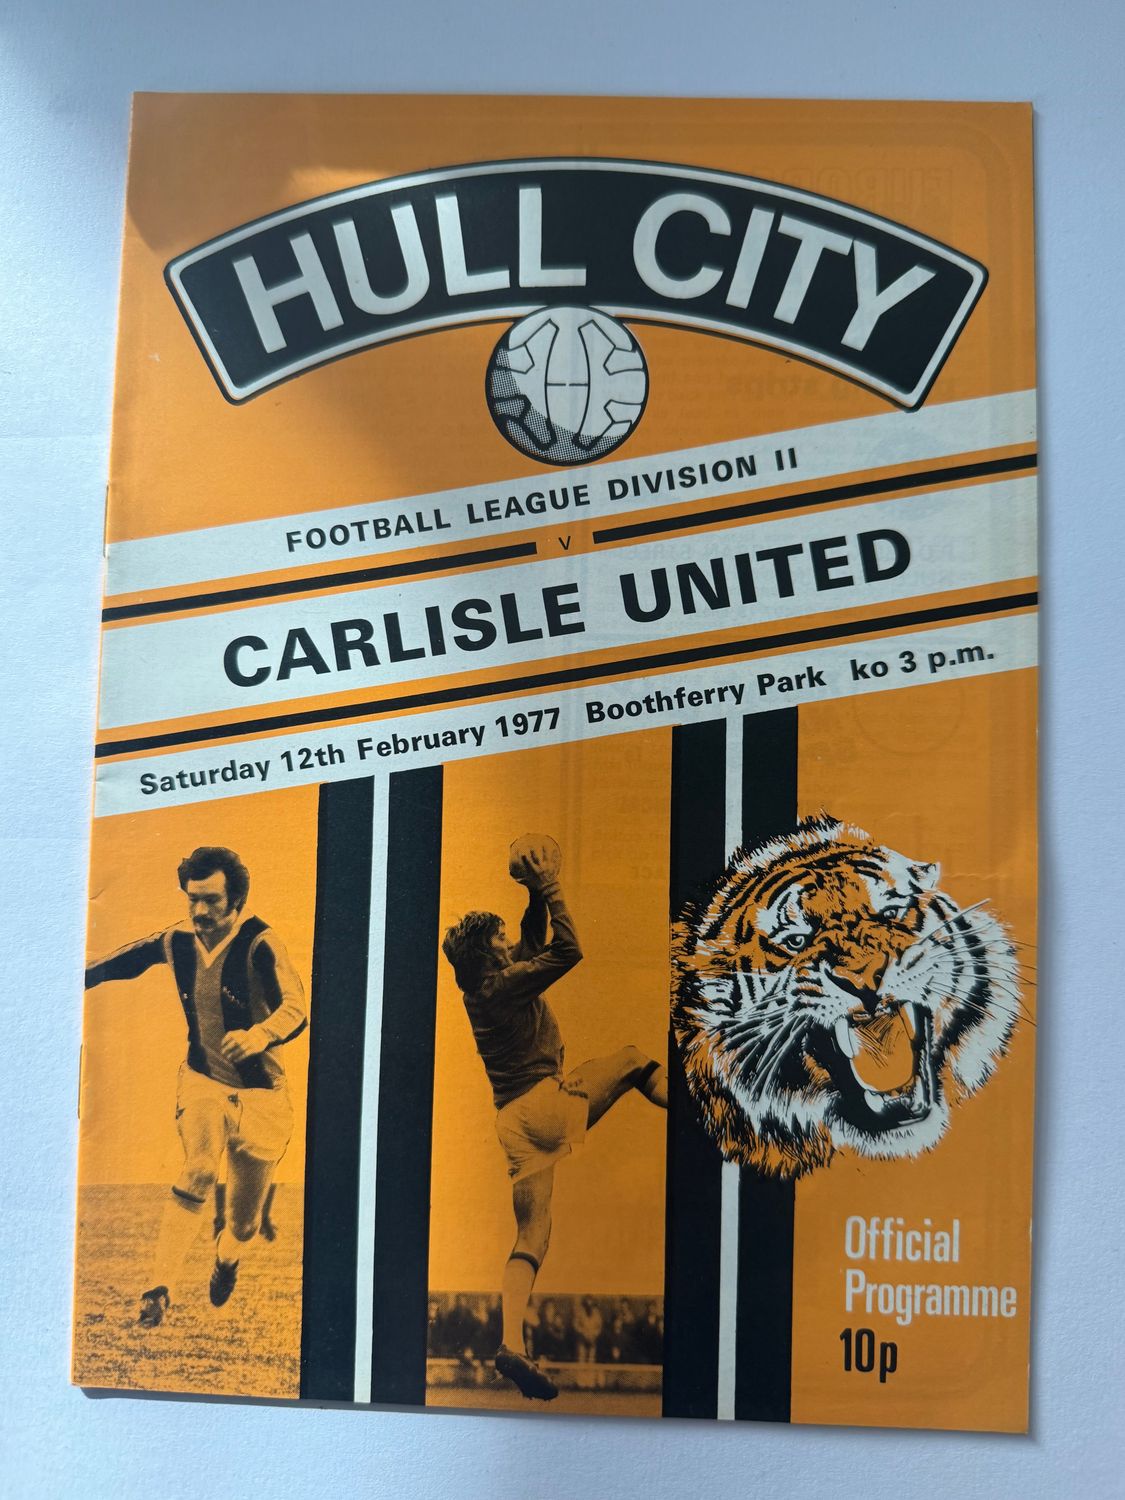 HULL CITY
FOOTBALL LEAGUE DIVISION II
v
CARLISLE UNITED
Saturday 12th February 1977 Boothferry Park ko 3 p.m.
Official
Programme
10p